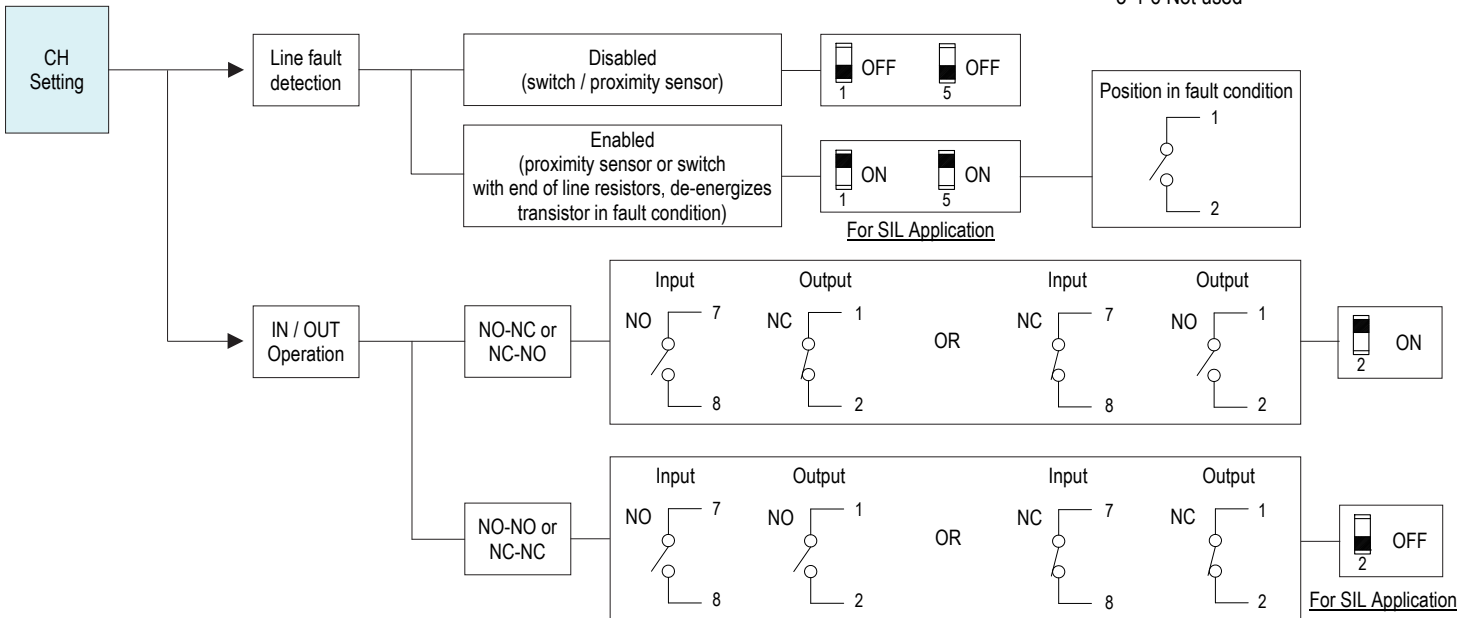 CH
Setting
Line fault
detection
Disabled
(switch / proximity sensor)
OFF
OFF
1
5
Enabled
(proximity sensor or switch
with end of line resistors, de-energizes
transistor in fault condition)
ON
ON
1
5
For SIL Application
Position in fault condition
1
2
IN / OUT
Operation
NO-NC or
NC-NO
Input
Output
Input
Output
NO
7
NC
1
OR
NC
7
NO
1
8
2
8
2
ON
2
NO-NO or
NC-NC
Input
Output
Input
Output
NO
7
NO
1
OR
NC
7
NC
1
8
2
8
2
OFF
2
For SIL Application